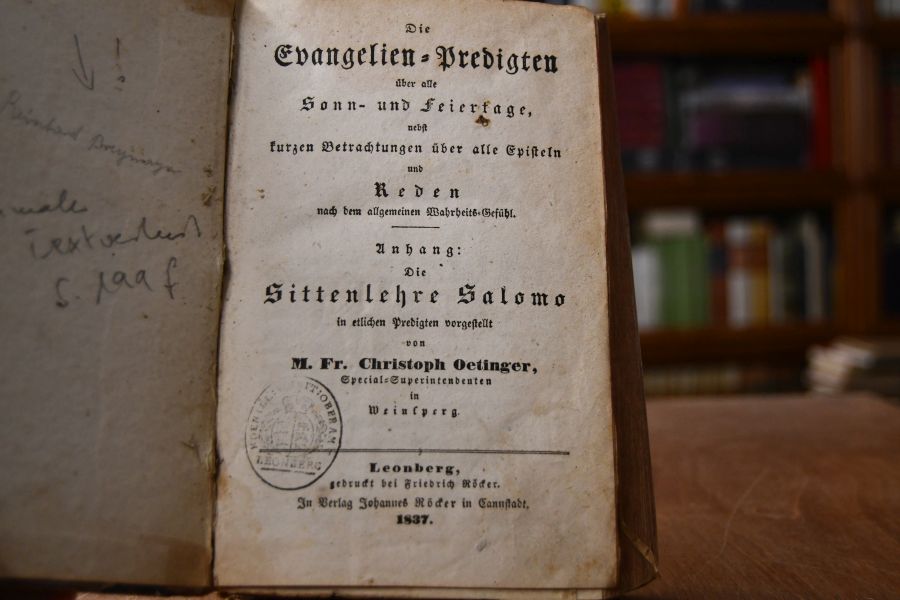 Die
Evangelien-Predigten
über alle
Sonn- und Feiertage,
nebst
kurzen Betrachtungen über alle Episteln
und
Reden
nach dem allgemeinen Wahrheits-Gefühl.
Anhang:
Die
Sittenlehre Salomo
in etlichen Predigten vorgestellt
von
M. Fr. Christoph Oetinger,
Special-Superintendenten
in
Weinsperg.
Leonberg,
gedruckt bei Friedrich Röcker.
In Verlag Johannes Röcker in Cannstadt.
1837.
LEONBERG
!
Textverlust